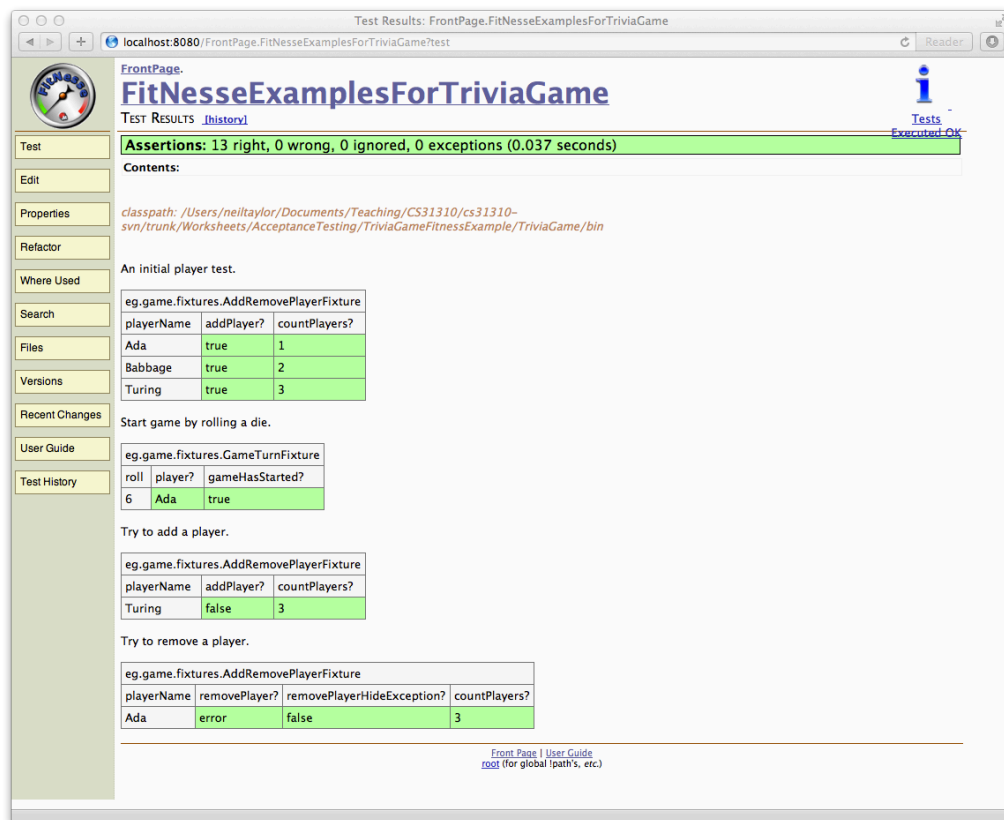 Test Results: FrontPage.FitNesseExamplesForTriviaGame
localhost:8080/FrontPage.FitNesseExamplesForTriviaGame?test
Reader
FitNesse
FrontPage.
FitNesseExamplesForTriviaGame
TEST RESULTS [history]
Tests
Executed OK
Test
Edit
Properties
Refactor
Where Used
Search
Files
Versions
Recent Changes
User Guide
Test History
Assertions: 13 right, 0 wrong, 0 ignored, 0 exceptions (0.037 seconds)
Contents:
classpath: /Users/neiltaylor/Documents/Teaching/CS31310/cs31310-
svn/trunk/Worksheets/AcceptanceTesting/TriviaGameFitnessExample/TriviaGame/bin
An initial player test.
eg.game.fixtures.AddRemovePlayerFixture
playerName addPlayer? countPlayers?
Ada true 1
Babbage true 2
Turing true 3
Start game by rolling a die.
eg.game.fixtures.GameTurnFixture
roll player? gameHasStarted?
6 Ada true
Try to add a player.
eg.game.fixtures.AddRemovePlayerFixture
playerName addPlayer? countPlayers?
Turing false 3
Try to remove a player.
eg.game.fixtures.AddRemovePlayerFixture
playerName removePlayer? removePlayerHideException? countPlayers?
Ada error false 3
Front Page | User Guide
root (for global !path's, etc.)